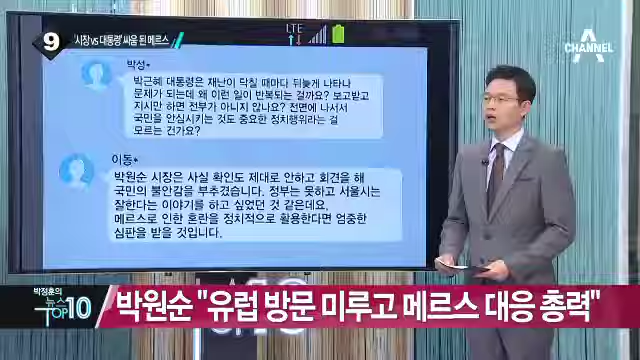 9 '시장 vs 대통령' 싸움 된 메르스
LTE
CHANNEL A
박성*
박근혜 대통령은 재난이 닥칠 때마다 뒤늦게 나타나
문제가 되는데 왜 이런 일이 반복되는 걸까요? 보고받고
지시만 하면 전부가 아니지 않나요? 전면에 나서서
국민을 안심시키는 것도 중요한 정치행위라는 걸
모르는 건가요?
이동*
박원순 시장은 사실 확인도 제대로 안하고 회견을 해
국민의 불안감을 부추겼습니다. 정부는 못하고 서울시는
잘한다는 이야기를 하고 싶었던 것 같은데요,
메르스로 인한 혼란을 정치적으로 활용한다면 엄중한
심판을 받을 것입니다.
박정훈의
뉴스
TOP10
박원순 "유럽 방문 미루고 메르스 대응 총력"